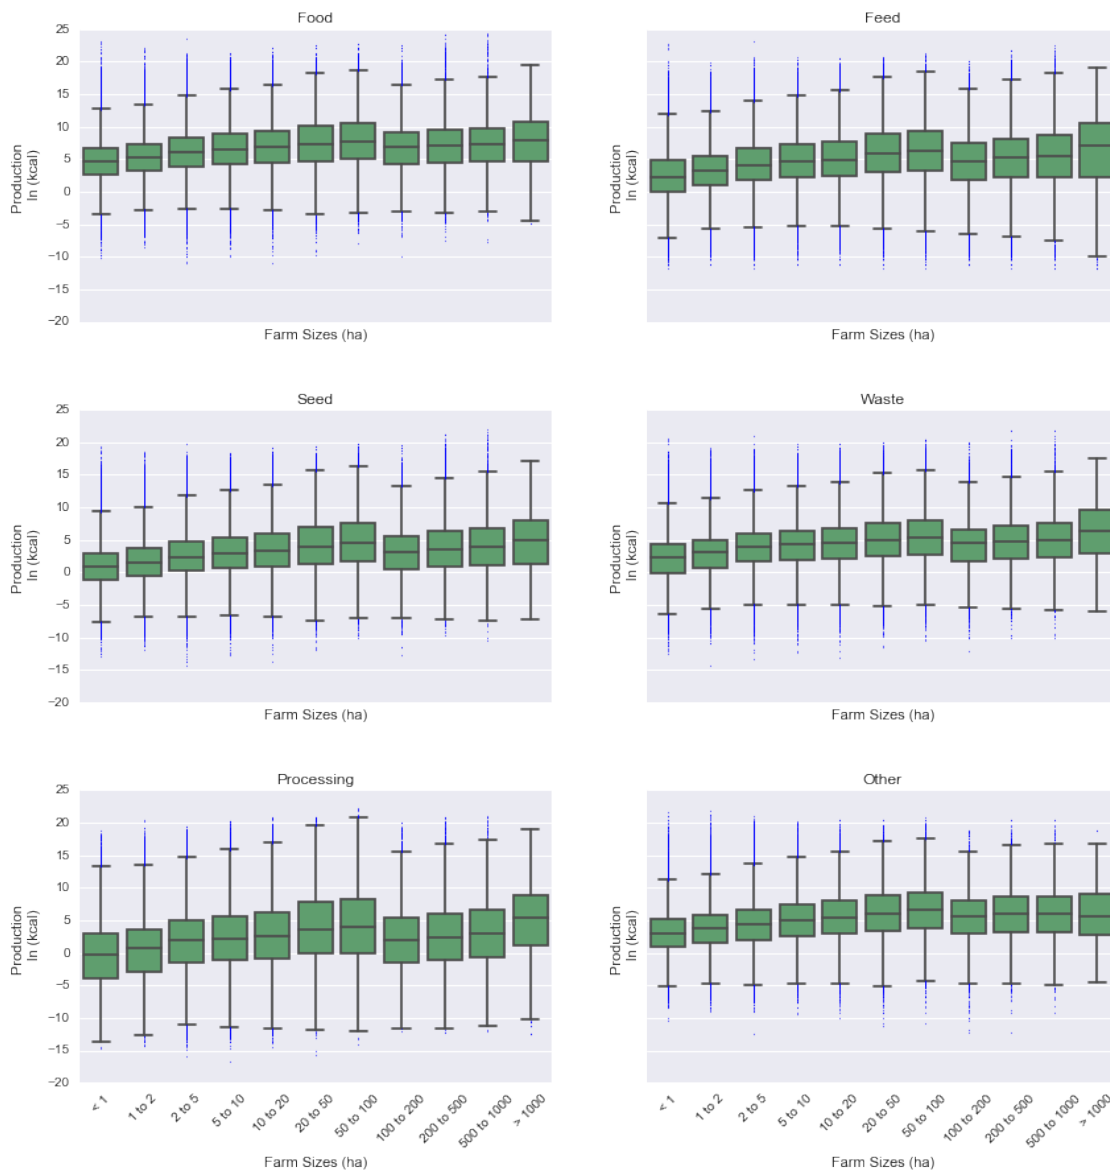 Food
25
20
15
10
5
0
−5
−10
−15
−20
Production
ln (kcal)
Farm Sizes (ha)
Feed
Production
ln (kcal)
Farm Sizes (ha)
Seed
25
20
15
10
5
0
−5
−10
−15
−20
Production
ln (kcal)
Farm Sizes (ha)
Waste
Production
ln (kcal)
Farm Sizes (ha)
Processing
25
20
15
10
5
0
−5
−10
−15
−20
Production
ln (kcal)
< 1
1 to 2
2 to 5
5 to 10
10 to 20
20 to 50
50 to 100
100 to 200
200 to 500
500 to 1000
> 1000
Farm Sizes (ha)
Other
Production
ln (kcal)
< 1
1 to 2
2 to 5
5 to 10
10 to 20
20 to 50
50 to 100
100 to 200
200 to 500
500 to 1000
> 1000
Farm Sizes (ha)